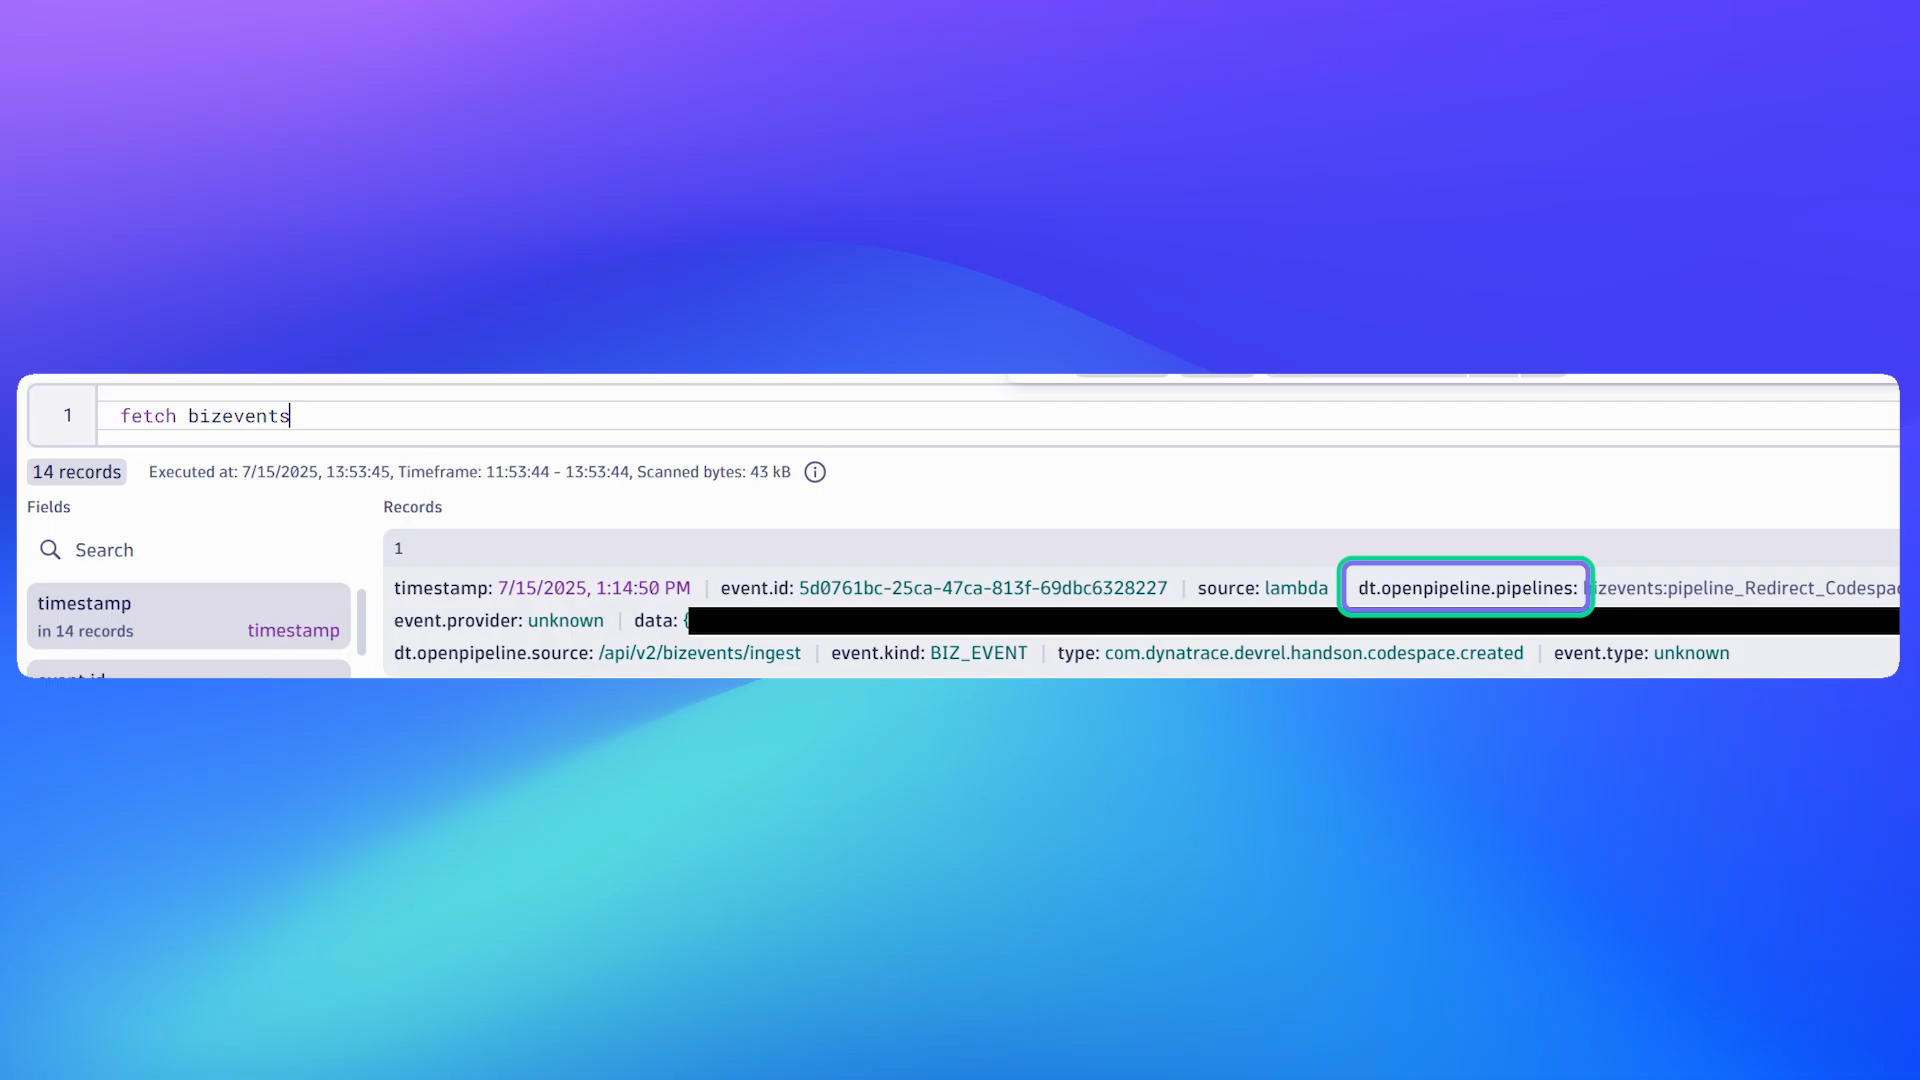 1 fetch bizevents
14 records Executed at: 7/15/2025, 13:53:45, Timeframe: 11:53:44 - 13:53:44, Scanned bytes: 43 kB
Fields Records
Search 1
timestamp: 7/15/2025, 1:14:50 PM | event.id: 5d0761bc-25ca-47ca-813f-69dbc6328227 | source: lambda dt.openpipeline.pipelines: bizevents:pipeline_Redirect_Codespac
timestamp
in 14 records timestamp
event.provider: unknown | data: {
dt.openpipeline.source: /api/v2/bizevents/ingest | event.kind: BIZ_EVENT | type: com.dynatrace.devrel.handson.codespace.created | event.type: unknown